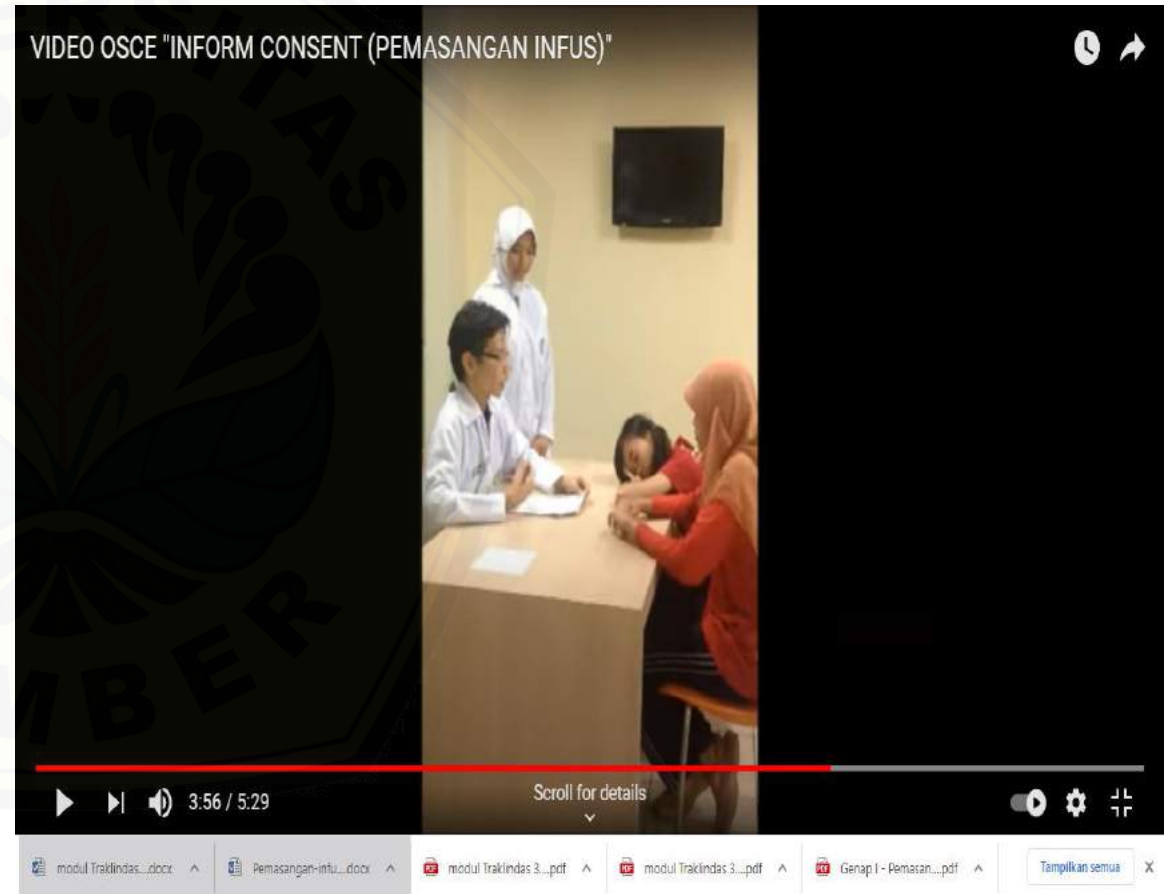 VIDEO OSCE "INFORM CONSENT (PEMASANGAN INFUS)"
3:56 / 5:29
Scroll for details
modul Traklindas....docx
Pemasangan-infu....docx
modul Traklindas 3....pdf
modul Traklindas 3....pdf
Genap I - Pemasan....pdf
Tampilkan semua